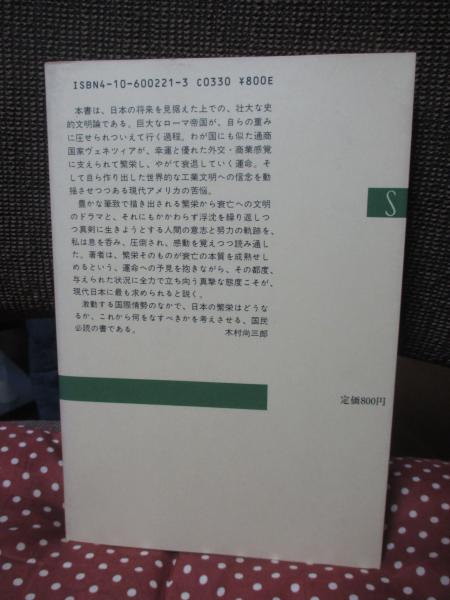 ISBN4-10-600221-3 C0330 ¥800E
本書は、日本の将来を見据えた上での、壮大な史
的文明論である。巨大なローマ帝国が、自らの重み
に圧せられついえて行く過程。わが国にも似た通商
国家ヴェネツィアが、幸運と優れた外交・商業感覚
に支えられて繁栄し、やがて衰退していく運命。そ
して自ら作り出した世界的な工業文明への信念を動
揺させつつある現代アメリカの苦悩。
豊かな筆致で描き出される繁栄から衰亡への文明
のドラマと、それにもかかわらず浮沈を繰り返しつ
つ真剣に生きようとする人間の意志と努力の軌跡を、
私は息を呑み、圧倒され、感動を覚えつつ読み通し
た。著者は、繁栄そのものが衰亡の本質を成熟せし
めるという、運命への予見を抱きながら、その都度、
与えられた状況に全力で立ち向う真摯な態度こそが、
現代日本に最も求められると説く。
激動する国際情勢のなかで、日本の繁栄はどうな
るか、これから何をなすべきかを考えさせる、国民
必読の書である。 木村尚三郎
S
定価800円